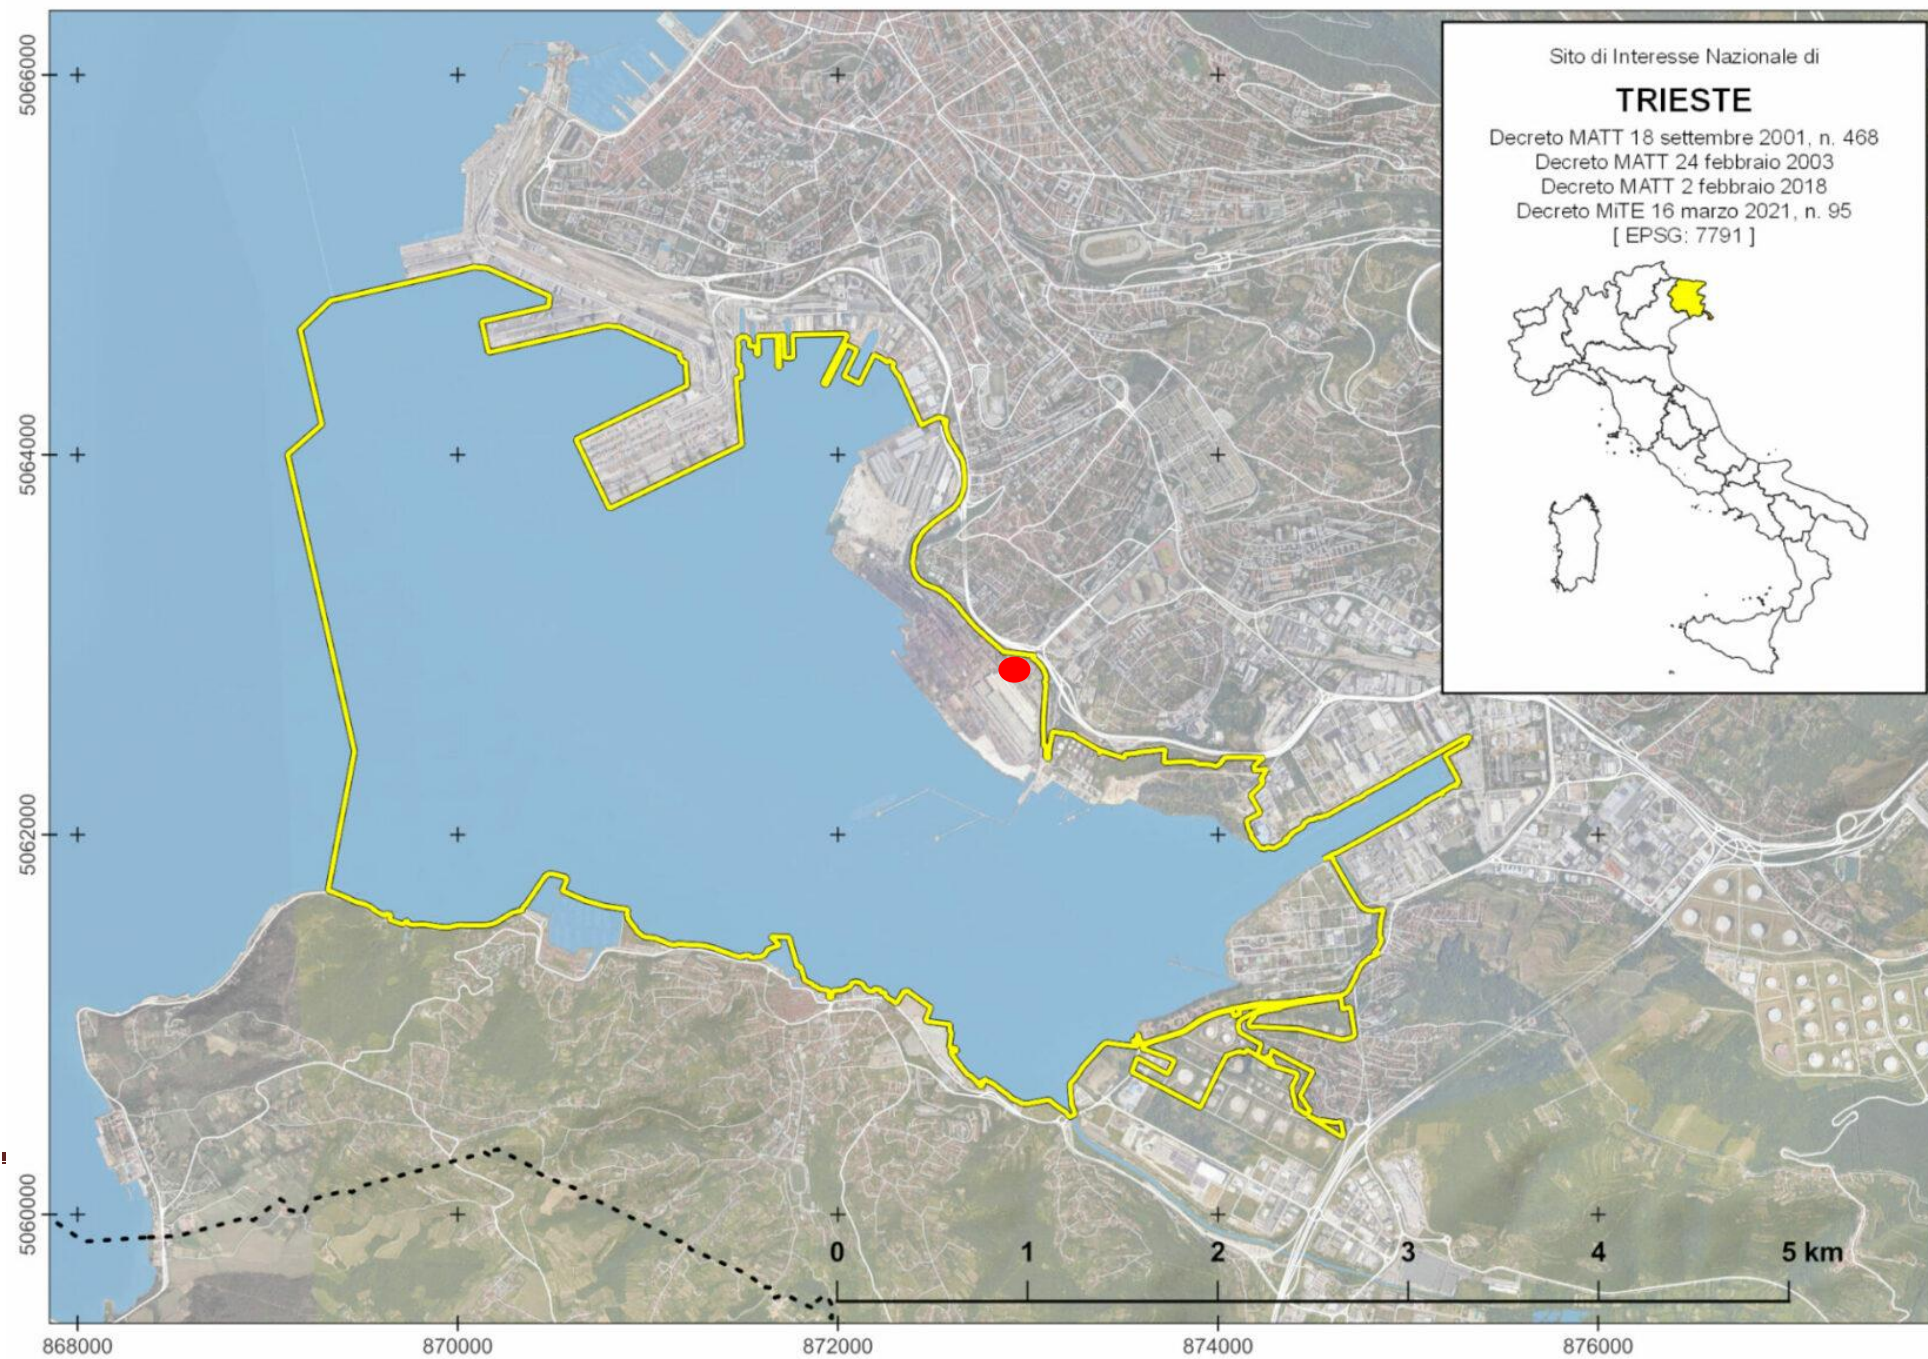 Sito di Interesse Nazionale di
TRIESTE
Decreto MATT 18 settembre 2001, n. 468
Decreto MATT 24 febbraio 2003
Decreto MATT 2 febbraio 2018
Decreto MiTE 16 marzo 2021, n. 95
[ EPSG: 7791 ]
5066000
5064000
5062000
5060000
0 1 2 3 4 5 km
868000 870000 872000 874000 876000